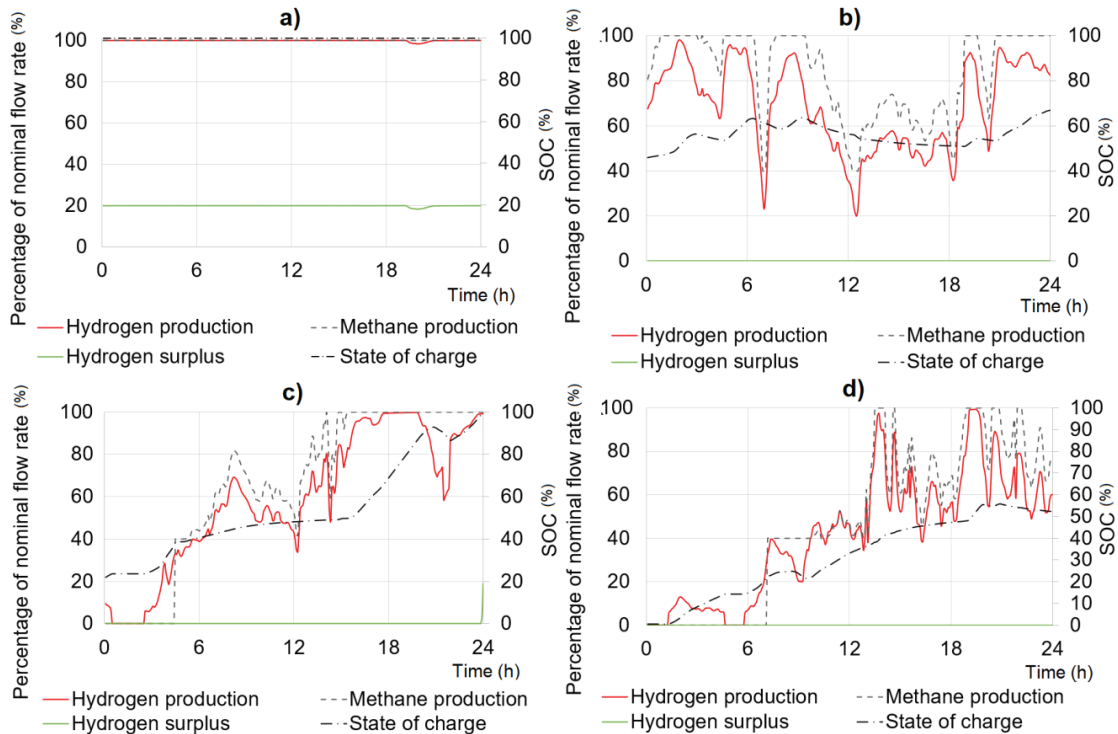 a)
Percentage of nominal flow rate (%)
100
80
60
40
20
0
100
80
60
40
20
0
SOC (%)
0 6 12 18 24
Time (h)
Hydrogen production
Methane production
Hydrogen surplus
State of charge
b)
Percentage of nominal flow rate (%)
100
80
60
40
20
0
100
80
60
40
20
0
SOC (%)
0 6 12 18 24
Time (h)
Hydrogen production
Methane production
Hydrogen surplus
State of charge
c)
Percentage of nominal flow rate (%)
100
80
60
40
20
0
100
80
60
40
20
0
SOC (%)
0 6 12 18 24
Time (h)
Hydrogen production
Methane production
Hydrogen surplus
State of charge
d)
Percentage of nominal flow rate (%)
100
80
60
40
20
0
100
90
80
70
60
50
40
30
20
10
0
SOC (%)
0 6 12 18 24
Time (h)
Hydrogen production
Methane production
Hydrogen surplus
State of charge